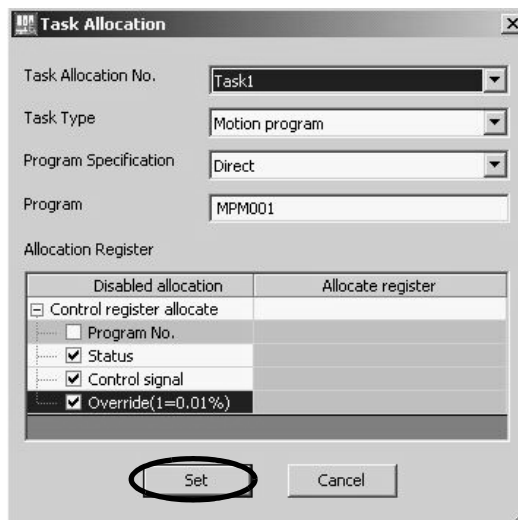 Task Allocation
Task Allocation No. Task1
Task Type Motion program
Program Specification Direct
Program MPM001
Allocation Register
Disabled allocation Allocate register
Control register allocate
Program No.
Status
Control signal
Override(1=0.01%)
Set Cancel